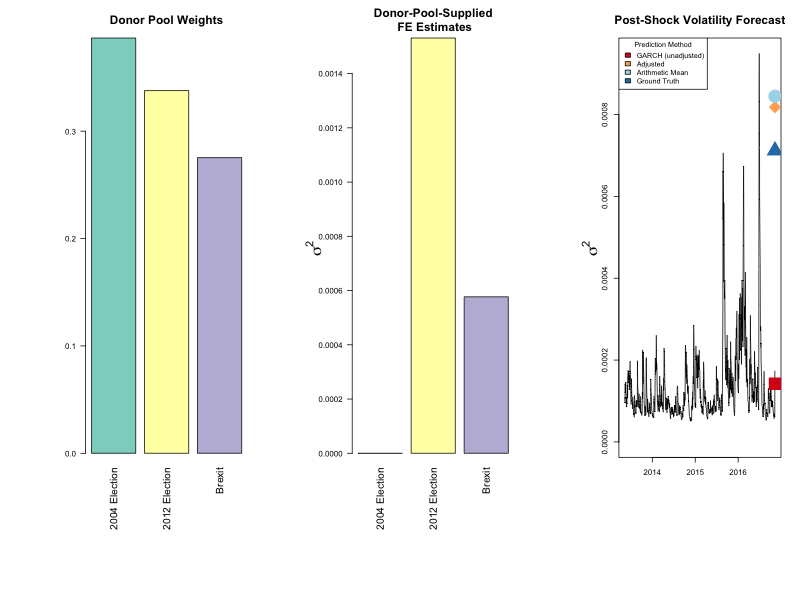 Donor Pool Weights
0.3
0.2
0.1
0.0
2004 Election
2012 Election
Brexit
Donor-Pool-Supplied
FE Estimates
σ²
0.0014
0.0012
0.0010
0.0008
0.0006
0.0004
0.0002
0.0000
2004 Election
2012 Election
Brexit
Post-Shock Volatility Forecast
Prediction Method
GARCH (unadjusted)
Adjusted
Arithmetic Mean
Ground Truth
σ²
0.0008
0.0006
0.0004
0.0002
0.0000
2014
2015
2016